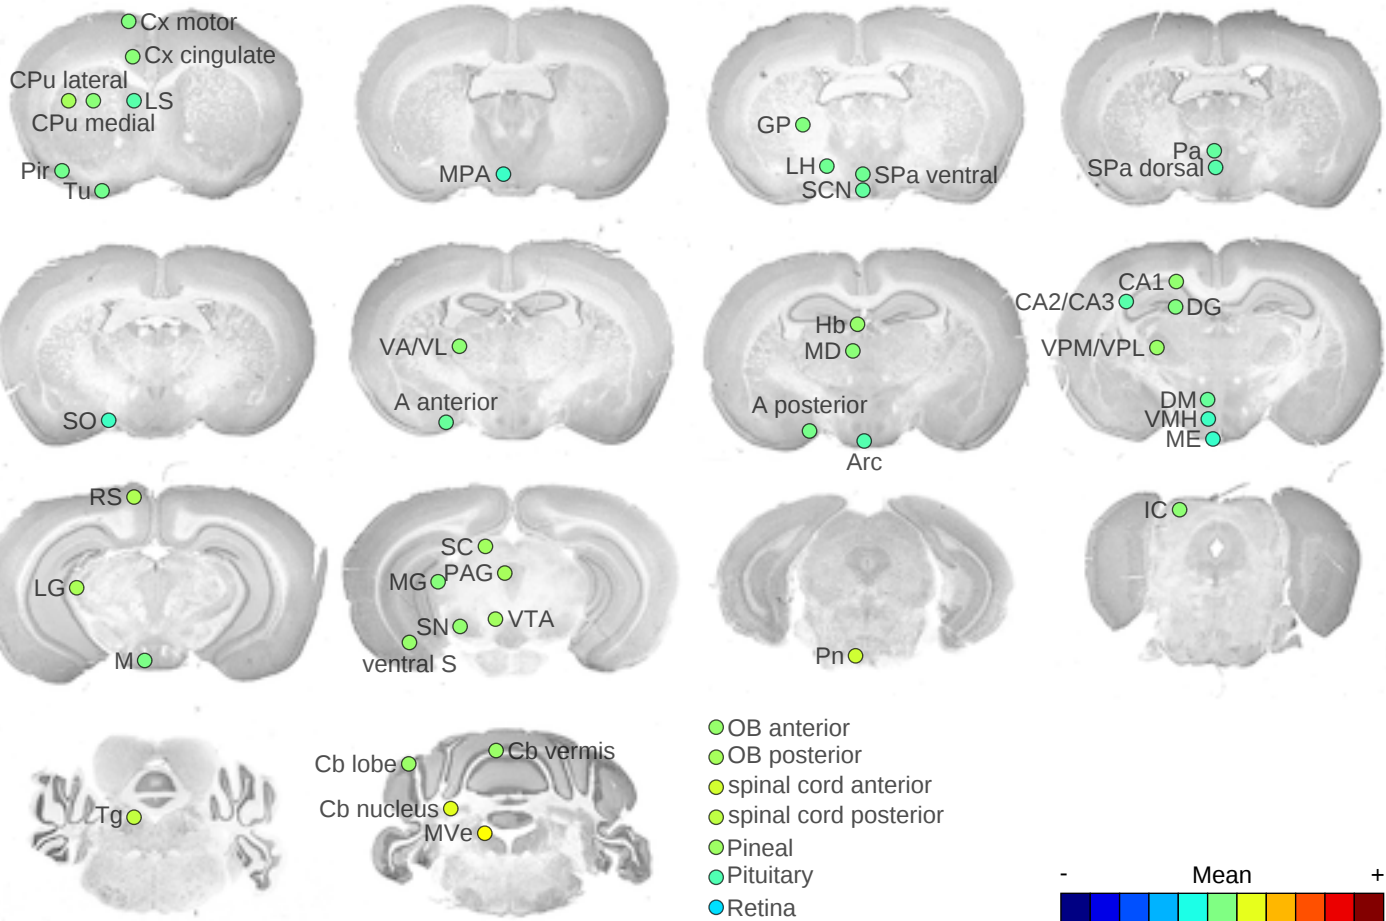 Cx motor
Cx cingulate
CPu lateral
LS
CPu medial
Pir
Tu
MPA
GP
LH
SPa ventral
SCN
Pa
SPa dorsal
SO
VA/VL
A anterior
Hb
MD
A posterior
Arc
CA1
CA2/CA3
DG
VPM/VPL
DM
VMH
ME
RS
LG
M
SC
MG
PAG
SN
VTA
ventral S
Pn
IC
Tg
Cb lobe
Cb vermis
Cb nucleus
MVe
OB anterior
OB posterior
spinal cord anterior
spinal cord posterior
Pineal
Pituitary
Retina
- Mean +